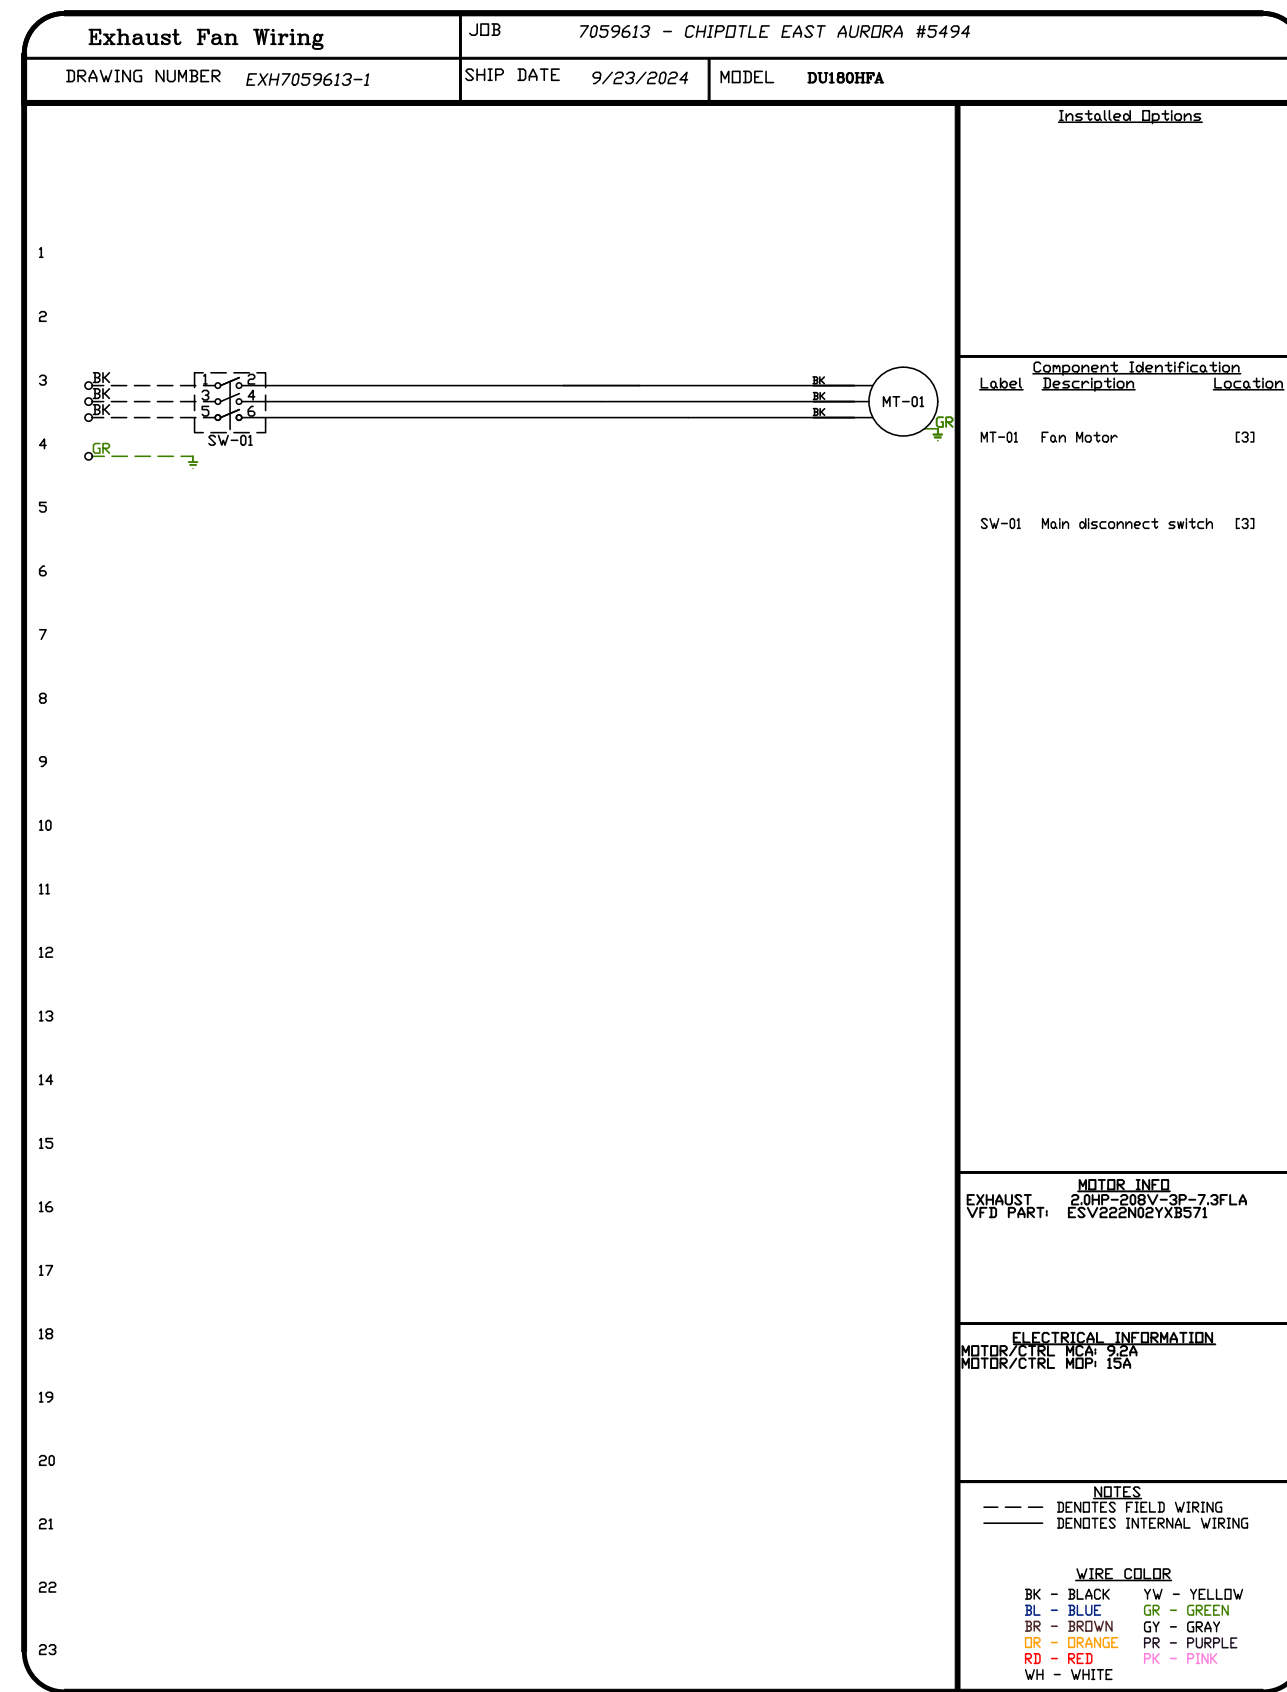 Exhaust Fan Wiring
JOB 7059613 - CHIPOTLE EAST AURORA #5494
DRAWING NUMBER EXH7059613-1
SHIP DATE 9/23/2024
MODEL DU180HFA
Installed Options
1
2
3
BK
BK
BK
1 2
3 4
5 6
SW-01
BK
BK
BK
MT-01
GR
4
GR
5
6
7
8
9
10
11
12
13
14
15
16
17
18
19
20
21
22
23
Component Identification
Label Description Location
MT-01 Fan Motor [3]
SW-01 Main disconnect switch [3]
MOTOR INFO
EXHAUST 2.0HP-208V-3P-7.3FLA
VFD PART: ESV222N02YXB571
ELECTRICAL INFORMATION
MOTOR/CTRL MCA: 9.2A
MOTOR/CTRL MOP: 15A
NOTES
DENOTES FIELD WIRING
DENOTES INTERNAL WIRING
WIRE COLOR
BK - BLACK YW - YELLOW
BL - BLUE GR - GREEN
BR - BROWN GY - GRAY
OR - ORANGE PR - PURPLE
RD - RED PK - PINK
WH - WHITE